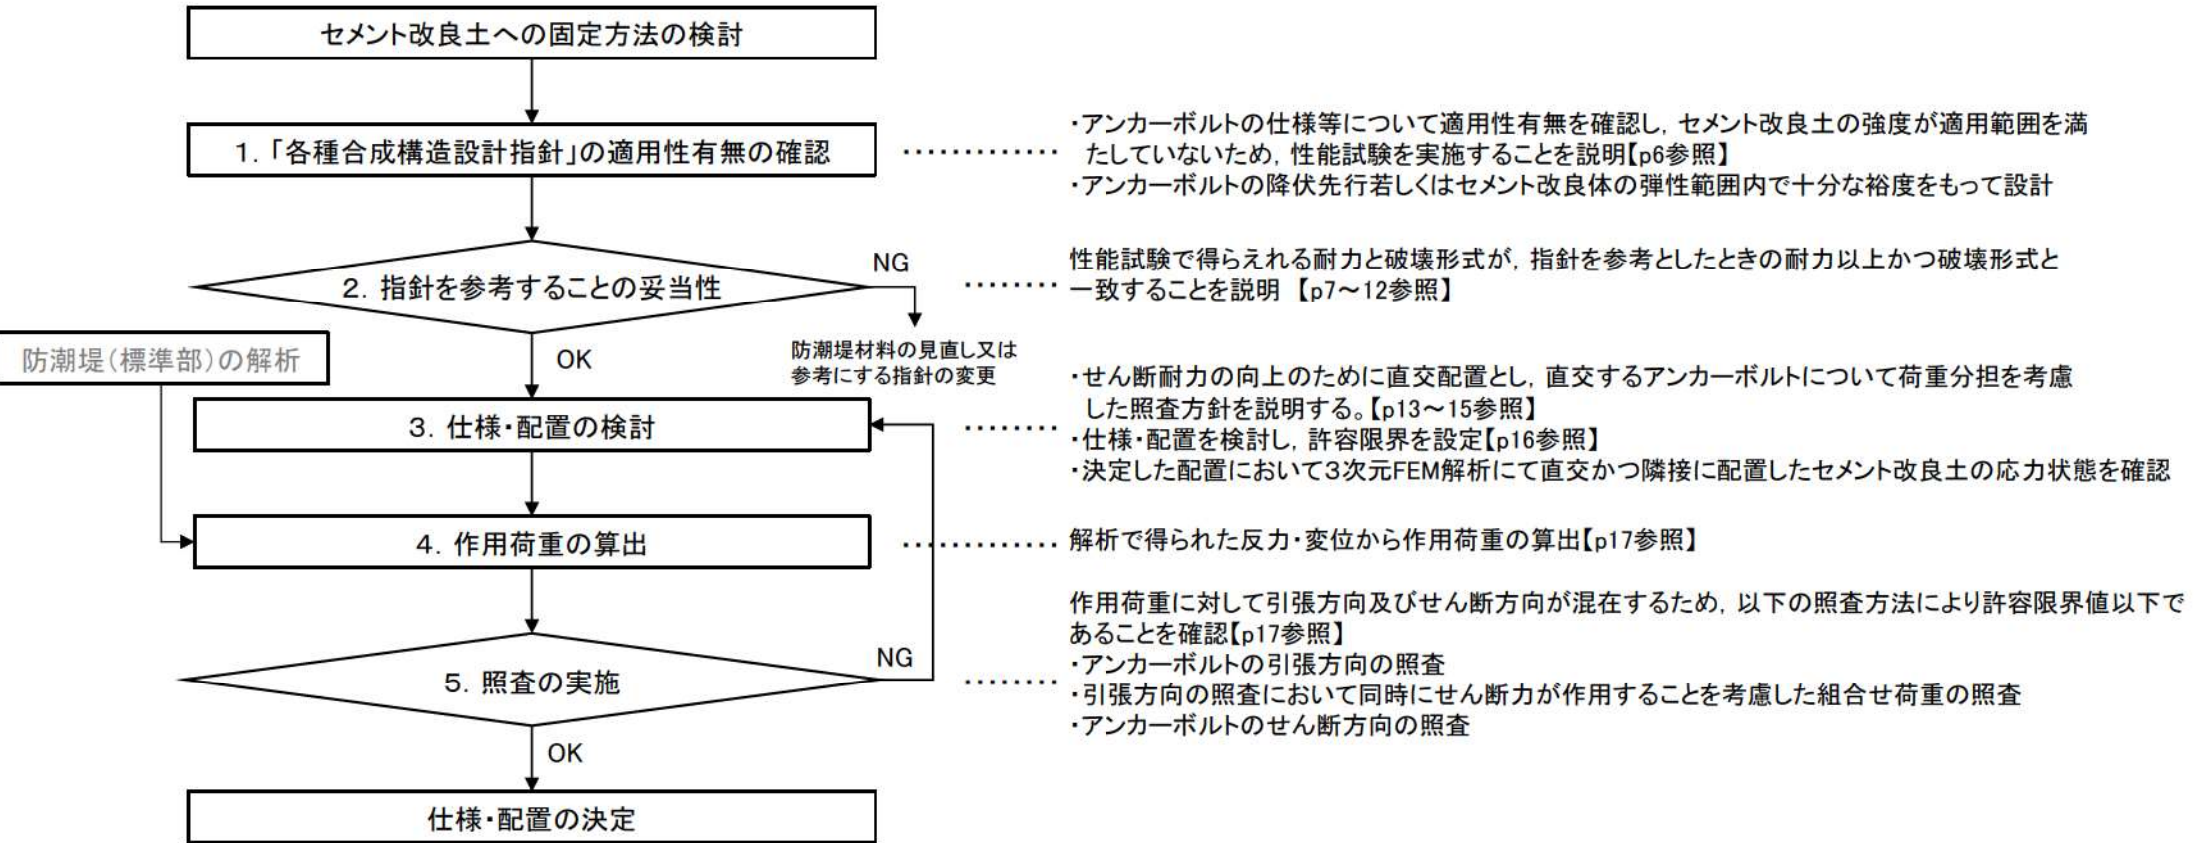 セメント改良土への固定方法の検討
1．「各種合成構造設計指針」の適用性有無の確認
・アンカーボルトの仕様等について適用性有無を確認し，セメント改良土の強度が適用範囲を満
たしていないため，性能試験を実施することを説明【p6参照】
・アンカーボルトの降伏先行若しくはセメント改良体の弾性範囲内で十分な裕度をもって設計
2．指針を参考することの妥当性
NG
性能試験で得らえれる耐力と破壊形式が，指針を参考としたときの耐力以上かつ破壊形式と
一致することを説明 【p7～12参照】
防潮堤材料の見直し又は
参考にする指針の変更
OK
防潮堤（標準部）の解析
3．仕様・配置の検討
・せん断耐力の向上のために直交配置とし，直交するアンカーボルトについて荷重分担を考慮
した照査方針を説明する。【p13～15参照】
・仕様・配置を検討し，許容限界を設定【p16参照】
・決定した配置において3次元FEM解析にて直交かつ隣接に配置したセメント改良土の応力状態を確認
4．作用荷重の算出
解析で得られた反力・変位から作用荷重の算出【p17参照】
5．照査の実施
NG
作用荷重に対して引張方向及びせん断方向が混在するため，以下の照査方法により許容限界値以下で
あることを確認【p17参照】
・アンカーボルトの引張方向の照査
・引張方向の照査において同時にせん断力が作用することを考慮した組合せ荷重の照査
・アンカーボルトのせん断方向の照査
OK
仕様・配置の決定